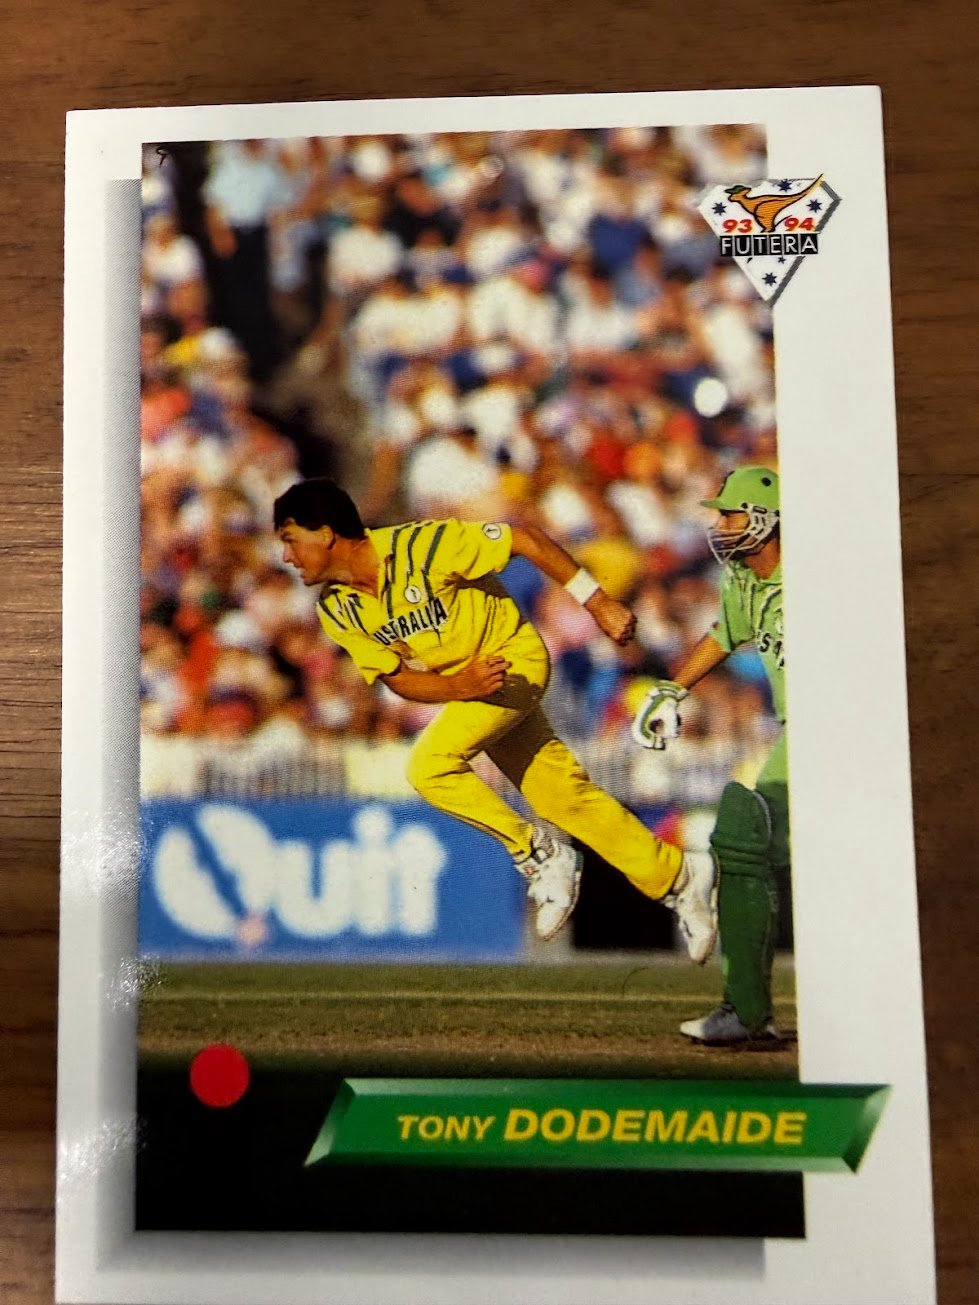 93 94
FUTERA
AUSTRALIA
Quit
TONY DODEMAIDE